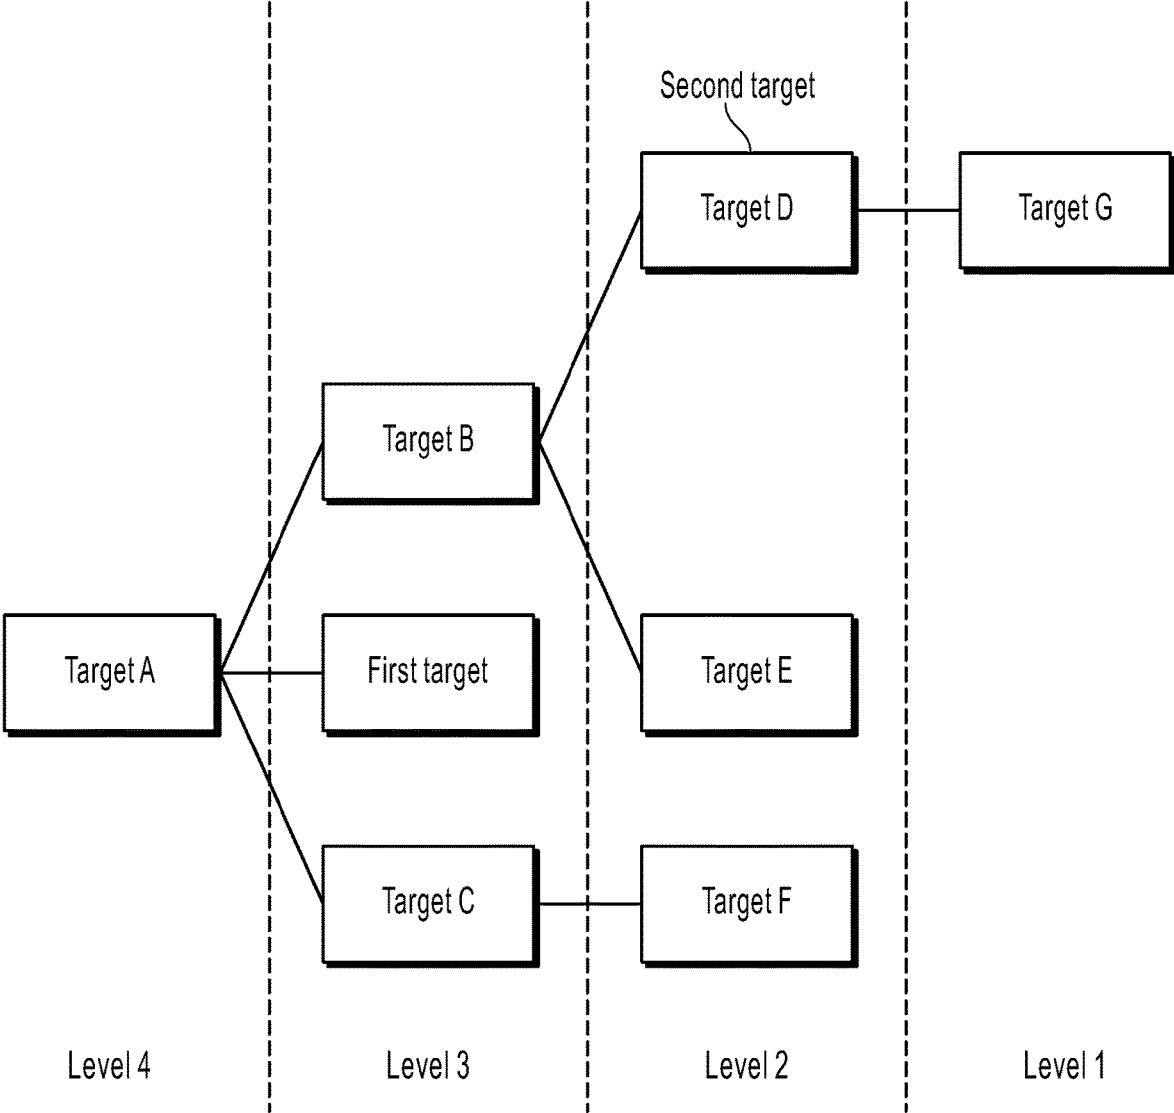 Second target
Target D
Target G
Target B
Target A
First target
Target E
Target C
Target F
Level 4
Level 3
Level 2
Level 1